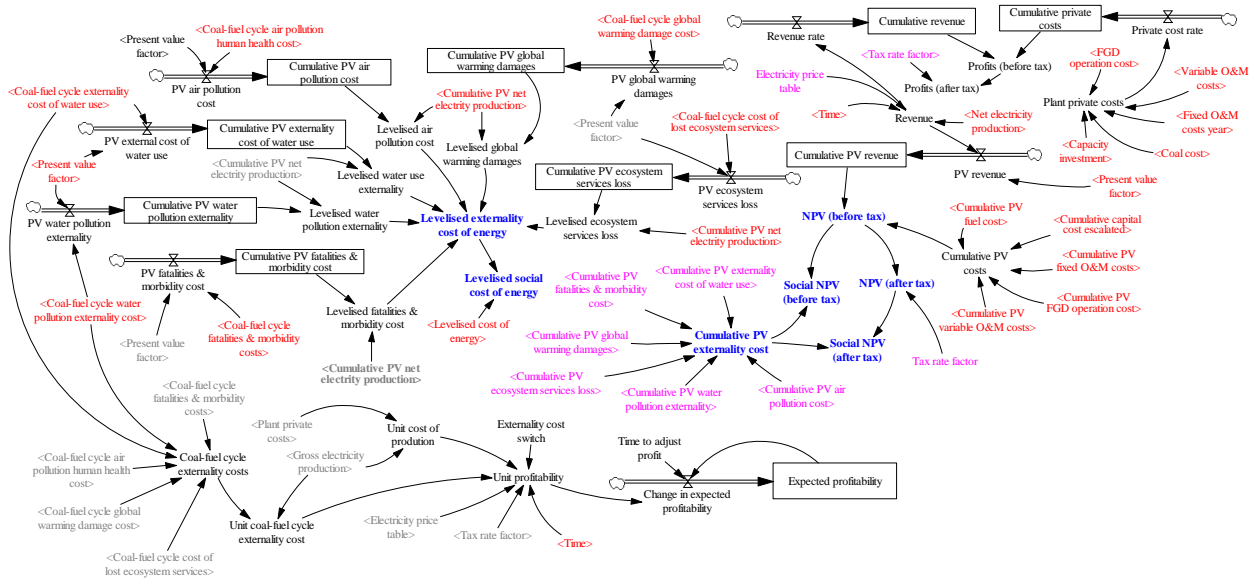 <Coal-fuel cycle air pollution
human health cost>
<Present value
factor>
PV air pollution
cost
Cumulative PV air
pollution cost
<Coal-fuel cycle externality
cost of water use>
PV external cost of
water use
Cumulative PV externality
cost of water use
<Present value
factor>
PV water pollution
externality
Cumulative PV water
pollution externality
<Cumulative PV net
electrity production>
Levelised water use
externality
Levelised water
pollution externality
Levelised air
pollution cost
Cumulative PV global
warming damages
<Cumulative PV net
electrity production>
Levelised global
warming damages
<Coal-fuel cycle global
warming damage cost>
PV global warming
damages
<Present value
factor>
<Coal-fuel cycle cost of
lost ecosystem services>
Cumulative PV ecosystem
services loss
PV ecosystem
services loss
Levelised ecosystem
services loss
<Cumulative PV net
electrity production>
Levelised externality
cost of energy
Levelised social
cost of energy
<Levelised cost of
energy>
PV fatalities &
morbidity cost
Cumulative PV fatalities &
morbidity cost
<Present value
factor>
<Coal-fuel cycle
fatalities & morbidity
costs>
Levelised fatalities &
morbidity cost
<Cumulative PV net
electrity production>
<Coal-fuel cycle water
pollution externality cost>
<Coal-fuel cycle
fatalities & morbidity
costs>
<Coal-fuel cycle air
pollution human health
cost>
<Coal-fuel cycle global
warming damage cost>
<Coal-fuel cycle cost of
lost ecosystem services>
Coal-fuel cycle
externality costs
Unit coal-fuel cycle
externality cost
<Plant private
costs>
<Gross electricity
production>
Unit cost of
prodution
Externality cost
switch
Unit profitability
<Electricity price
table>
<Tax rate factor>
<Time>
Time to adjust
profit
Change in expected
profitability
Expected profitability
Revenue rate
Cumulative revenue
Cumulative private
costs
Private cost rate
<Tax rate factor>
Profits (before tax)
Profits (after tax)
Electricity price
table
<Time>
Revenue
<Net electricity
production>
<FGD
operation cost>
<Variable O&M
costs>
Plant private costs
<Fixed O&M
costs year>
<Capacity
investment>
<Coal cost>
Cumulative PV revenue
PV revenue
<Present value
factor>
NPV (before tax)
<Cumulative PV
fuel cost>
<Cumulative capital
cost escalated>
Cumulative PV
costs
<Cumulative PV
fixed O&M costs>
<Cumulative PV
FGD operation cost>
<Cumulative PV
variable O&M costs>
Social NPV
(before tax)
NPV (after tax)
Social NPV
(after tax)
Tax rate factor
<Cumulative PV
fatalities & morbidity
cost>
<Cumulative PV externality
cost of water use>
<Cumulative PV global
warming damages>
Cumulative PV
externality cost
<Cumulative PV
ecosystem services loss>
<Cumulative PV water
pollution externality>
<Cumulative PV air
pollution cost>